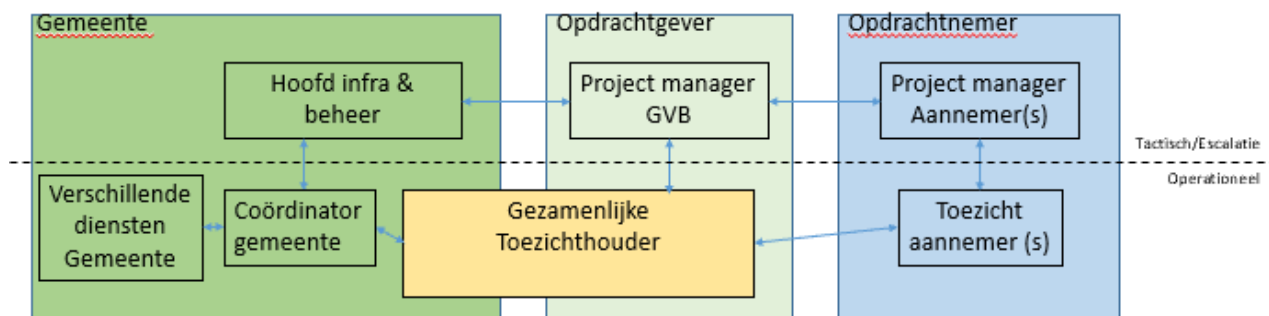 Gemeente
Opdrachtgever
Opdrachtnemer
Hoofd infra &
beheer
Project manager
GVB
Project manager
Aannemer(s)
Tactisch/Escalatie
Operationeel
Verschillende
diensten
Gemeente
Coördinator
gemeente
Gezamenlijke
Toezichthouder
Toezicht
aannemer (s)